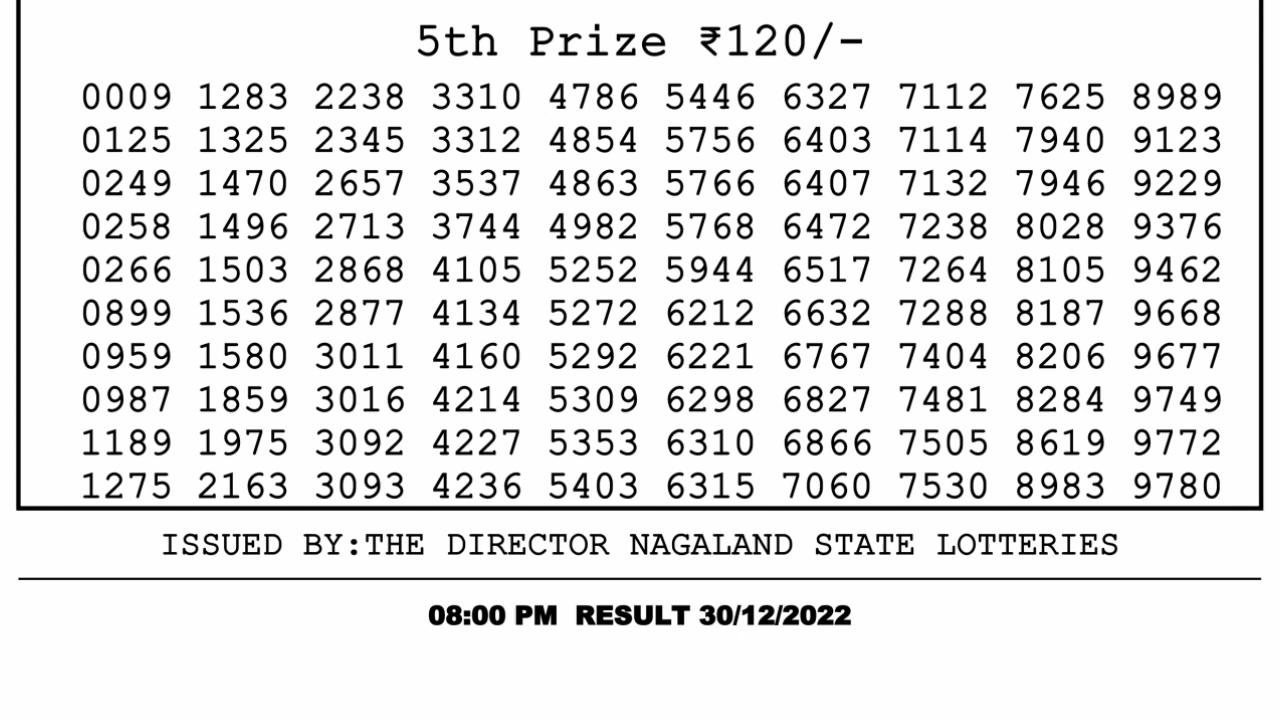 5th Prize ₹120/-
0009 1283 2238 3310 4786 5446 6327 7112 7625 8989
0125 1325 2345 3312 4854 5756 6403 7114 7940 9123
0249 1470 2657 3537 4863 5766 6407 7132 7946 9229
0258 1496 2713 3744 4982 5768 6472 7238 8028 9376
0266 1503 2868 4105 5252 5944 6517 7264 8105 9462
0899 1536 2877 4134 5272 6212 6632 7288 8187 9668
0959 1580 3011 4160 5292 6221 6767 7404 8206 9677
0987 1859 3016 4214 5309 6298 6827 7481 8284 9749
1189 1975 3092 4227 5353 6310 6866 7505 8619 9772
1275 2163 3093 4236 5403 6315 7060 7530 8983 9780
ISSUED BY:THE DIRECTOR NAGALAND STATE LOTTERIES
08:00 PM RESULT 30/12/2022